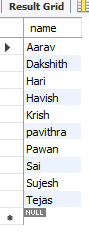 Result Grid
name
Aarav
Dakshith
Hari
Havish
Krish
pavithra
Pawan
Sai
Sujesh
Tejas
NULL